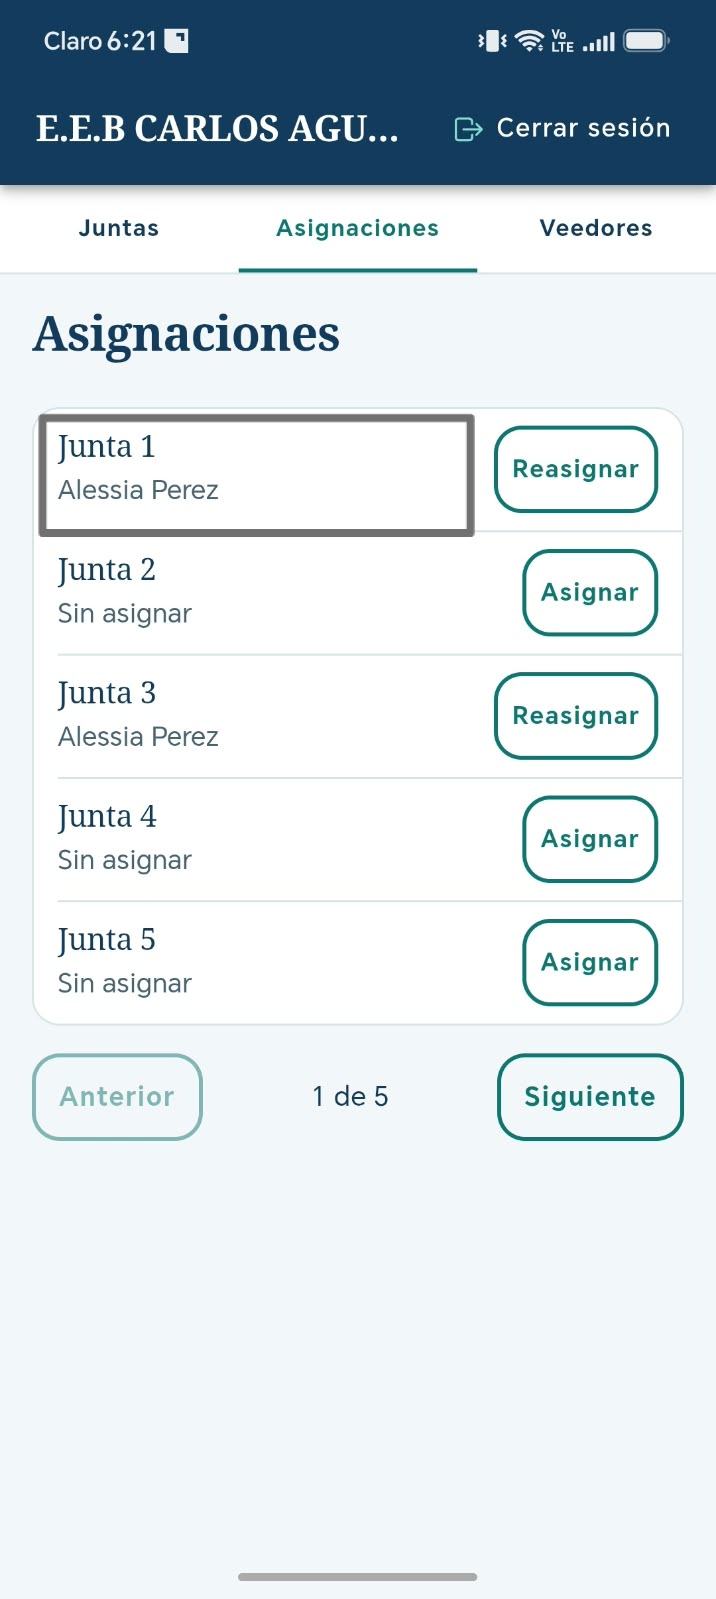 Claro 6:21 Vo LTE
E.E.B CARLOS AGU... Cerrar sesión
Juntas Asignaciones Veedores
Asignaciones
Junta 1
Alessia Perez
Reasignar
Junta 2
Sin asignar
Asignar
Junta 3
Alessia Perez
Reasignar
Junta 4
Sin asignar
Asignar
Junta 5
Sin asignar
Asignar
Anterior 1 de 5 Siguiente